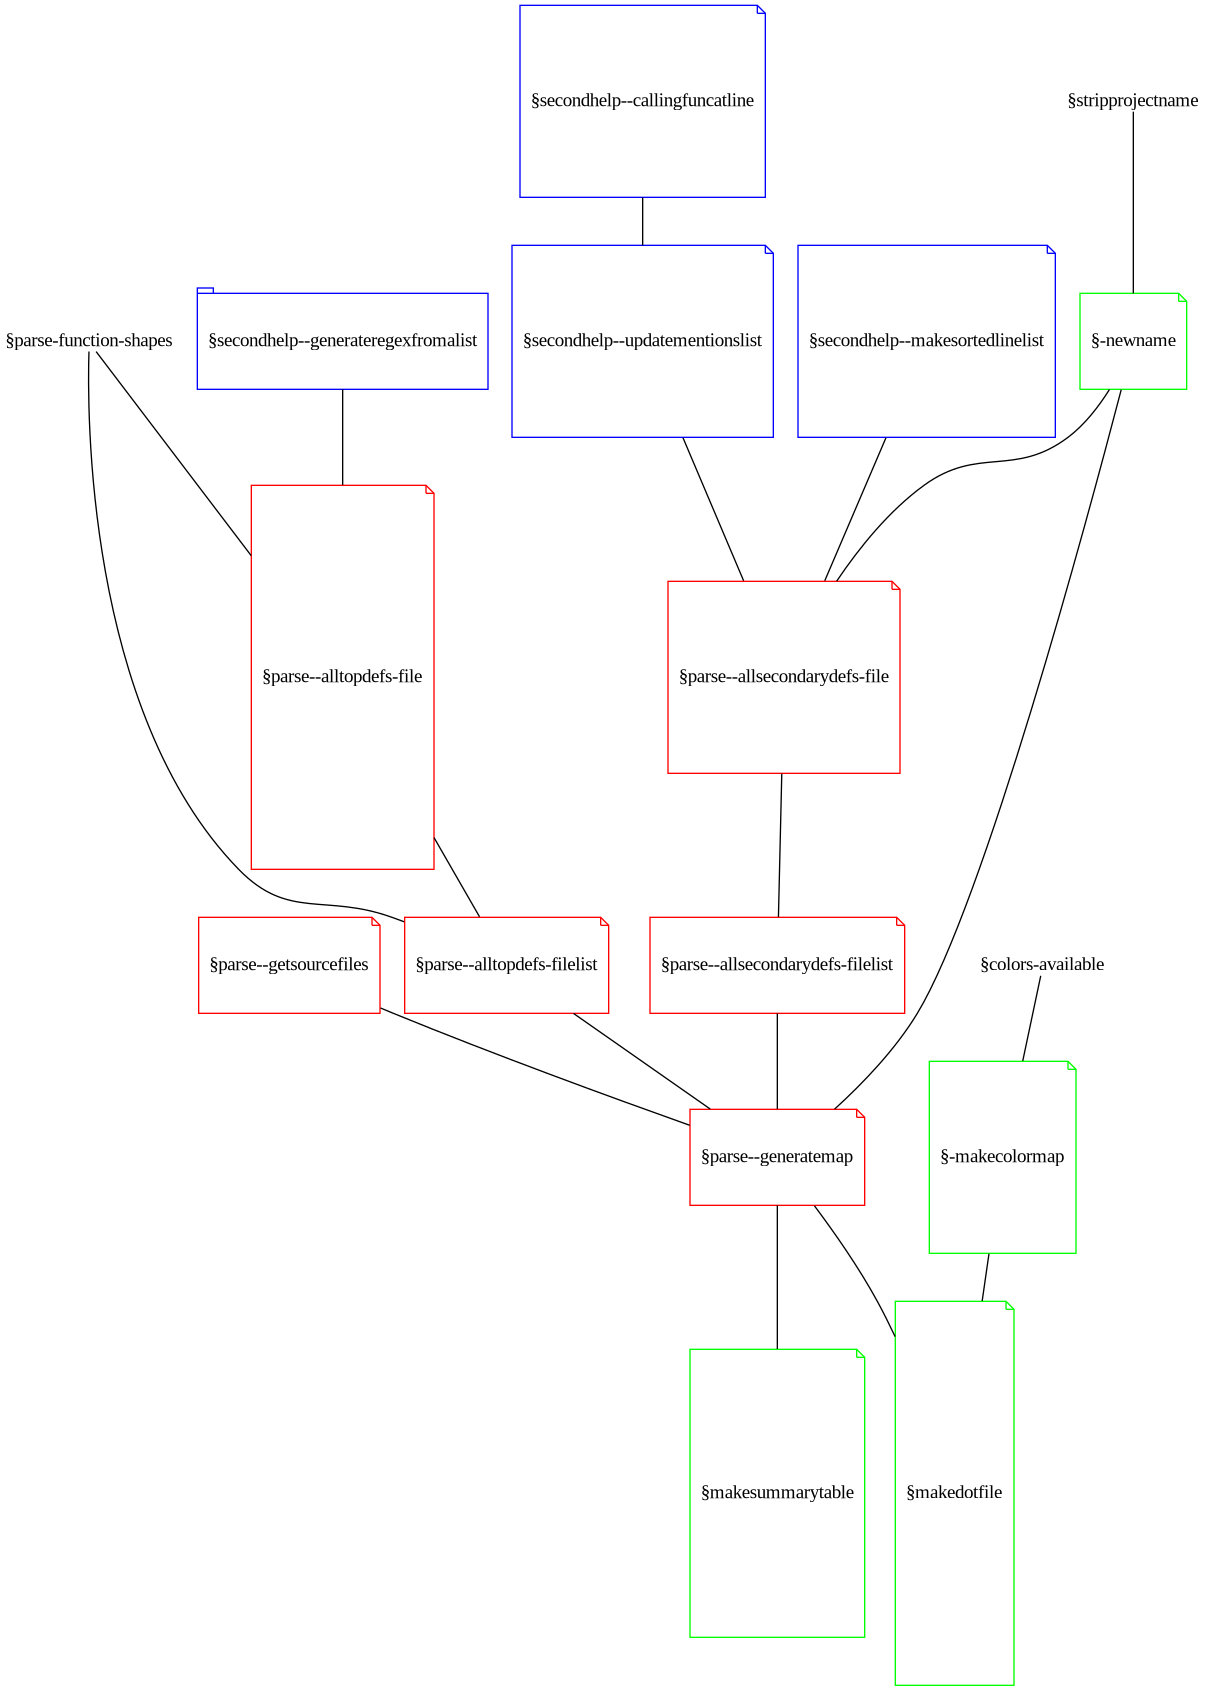 §secondhelp--callingfuncatline
§stripprojectname
§parse-function-shapes
§secondhelp--generateregexfromalist
§secondhelp--updatementionslist
§secondhelp--makesortedlinelist
§-newname
§parse--alltopdefs-file
§parse--allsecondarydefs-file
§parse--getsourcefiles
§parse--alltopdefs-filelist
§parse--allsecondarydefs-filelist
§colors-available
§parse--generatemap
§-makecolormap
§makesummarytable
§makedotfile